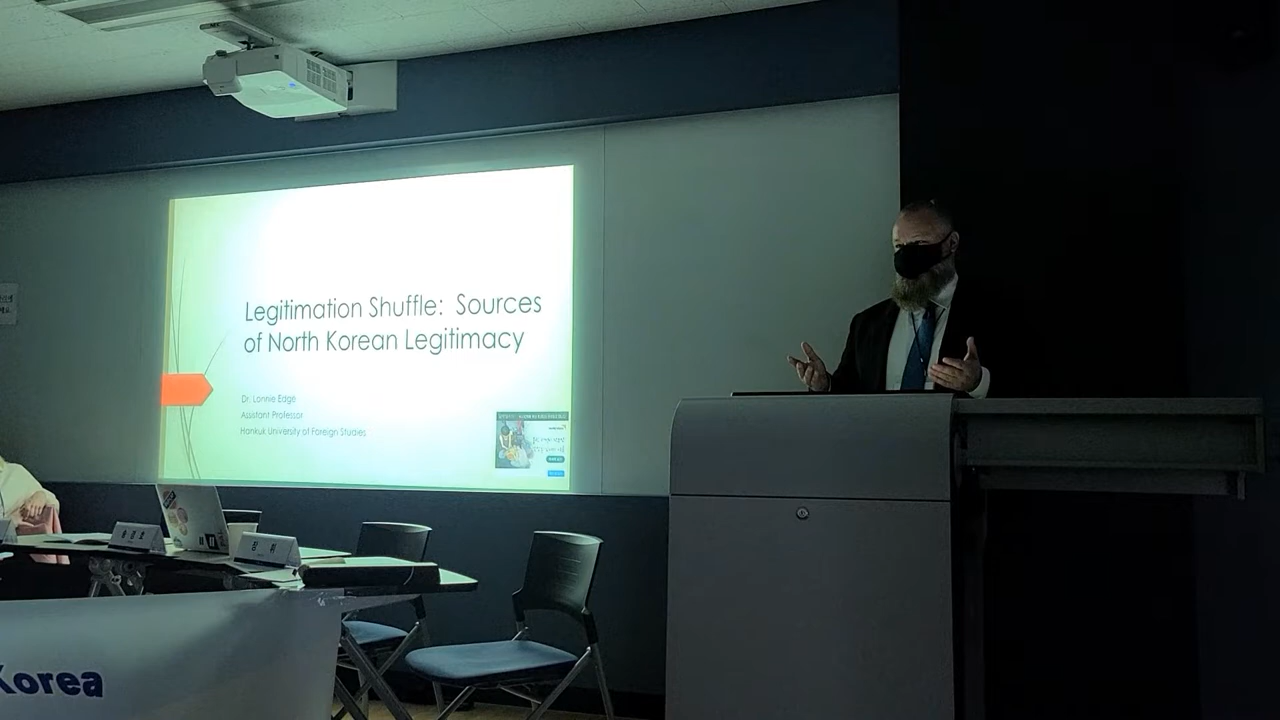 Legitimation Shuffle: Sources
of North Korean Legitimacy
Dr. Lonnie Edge
Assistant Professor
Hankuk University of Foreign Studies
Korea